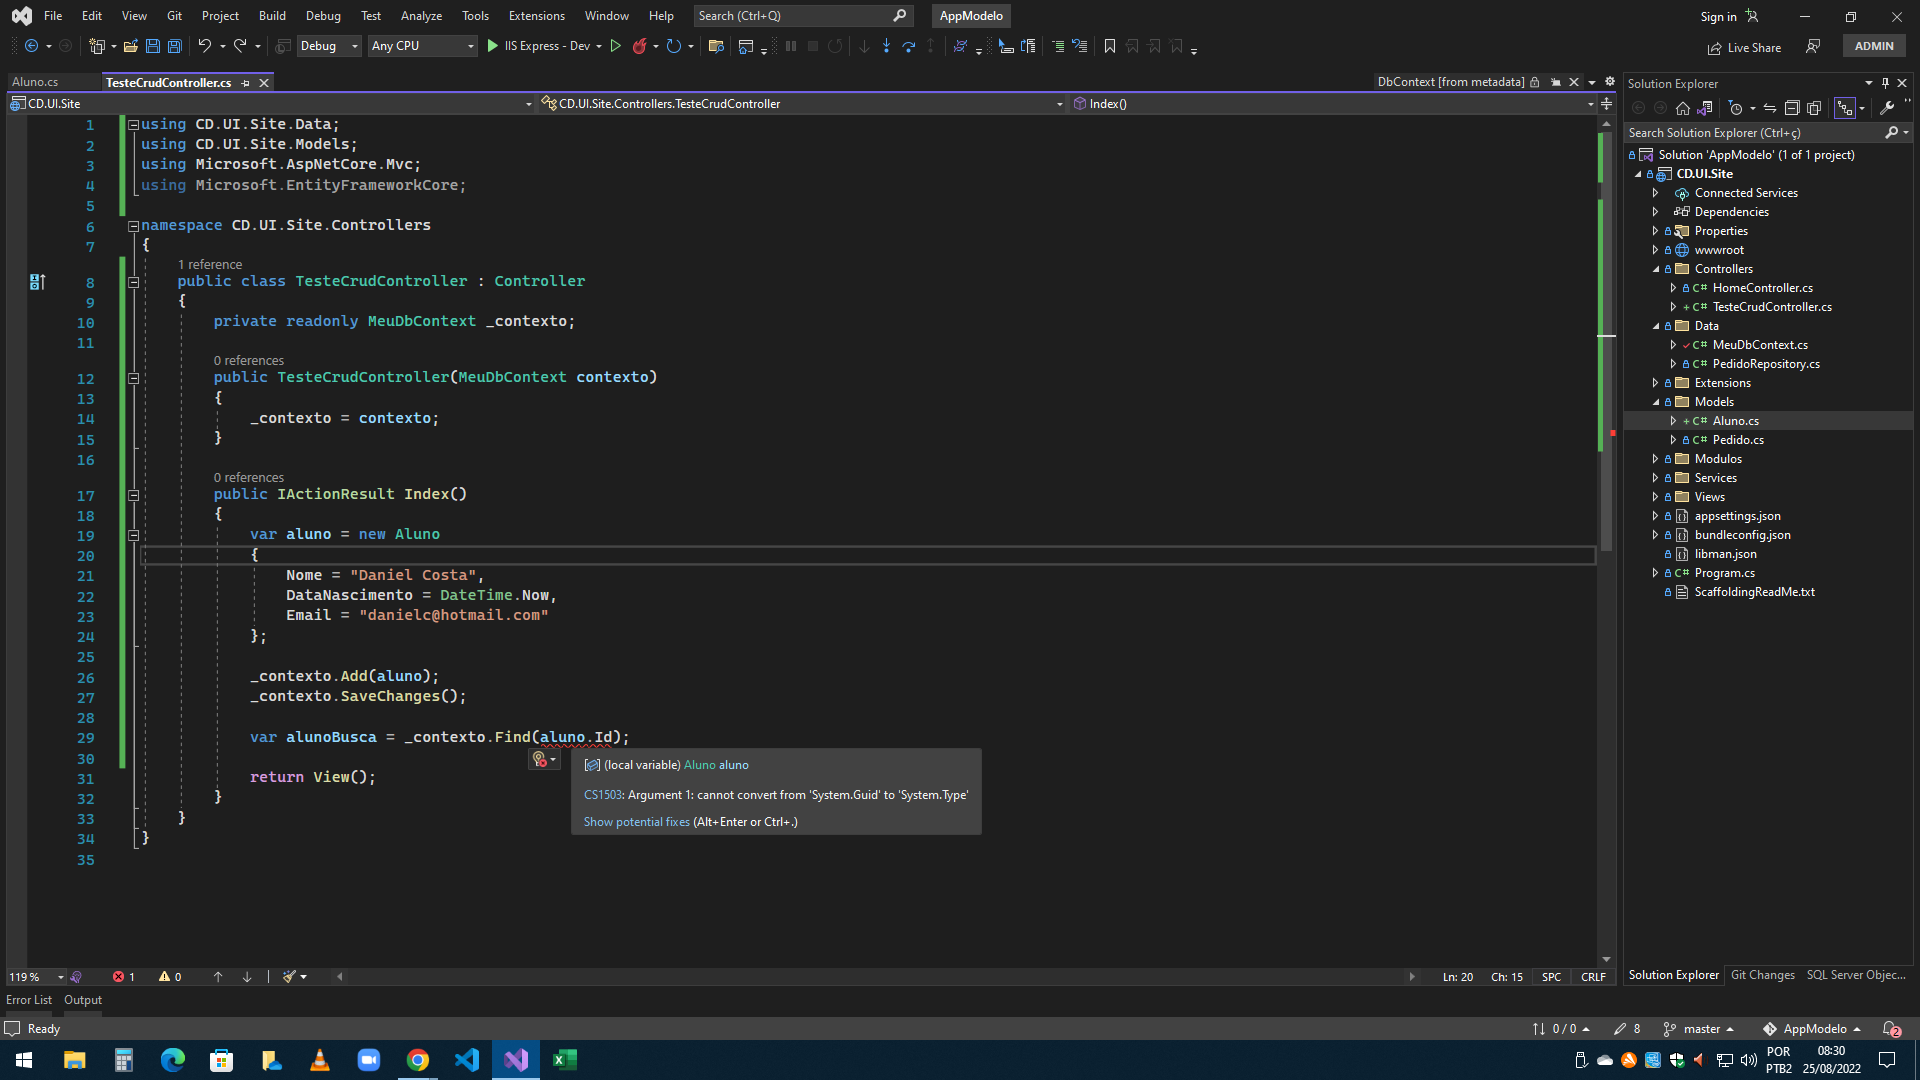 File Edit View Git Project Build Debug Test Analyze Tools Extensions Window Help Search (Ctrl+Q) AppModelo Sign in
Debug Any CPU IIS Express - Dev Live Share ADMIN
Aluno.cs TesteCrudController.cs DbContext [from metadata]
CD.UI.Site CD.UI.Site.Controllers.TesteCrudController Index()
1 using CD.UI.Site.Data;
2 using CD.UI.Site.Models;
3 using Microsoft.AspNetCore.Mvc;
4 using Microsoft.EntityFrameworkCore;
5
6 namespace CD.UI.Site.Controllers
7 {
1 reference
8 public class TesteCrudController : Controller
9 {
10 private readonly MeuDbContext _contexto;
11
0 references
12 public TesteCrudController(MeuDbContext contexto)
13 {
14 _contexto = contexto;
15 }
16
0 references
17 public IActionResult Index()
18 {
19 var aluno = new Aluno
20 {
21 Nome = "Daniel Costa",
22 DataNascimento = DateTime.Now,
23 Email = "danielc@hotmail.com"
24 };
25
26 _contexto.Add(aluno);
27 _contexto.SaveChanges();
28
29 var alunoBusca = _contexto.Find(aluno.Id);
30
31 return View();
32 }
33 }
34 }
35
(local variable) Aluno aluno
CS1503: Argument 1: cannot convert from 'System.Guid' to 'System.Type'
Show potential fixes (Alt+Enter or Ctrl+.)
Solution Explorer
Search Solution Explorer (Ctrl+ç)
Solution 'AppModelo' (1 of 1 project)
CD.UI.Site
Connected Services
Dependencies
Properties
wwwroot
Controllers
C# HomeController.cs
C# TesteCrudController.cs
Data
C# MeuDbContext.cs
C# PedidoRepository.cs
Extensions
Models
C# Aluno.cs
C# Pedido.cs
Modulos
Services
Views
appsettings.json
bundleconfig.json
libman.json
C# Program.cs
ScaffoldingReadMe.txt
119 % 1 0 Ln: 20 Ch: 15 SPC CRLF
Solution Explorer Git Changes SQL Server Objec...
Error List Output
Ready 0 / 0 8 master AppModelo 2
POR
PTB2
08:30
25/08/2022